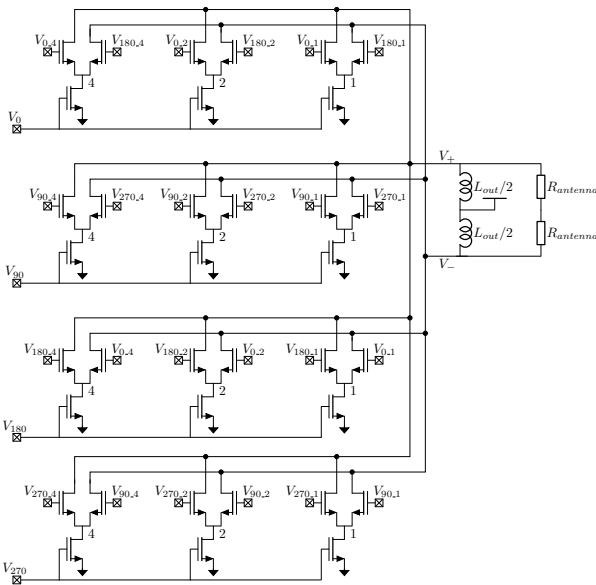 V0_4 V180_4 V0_2 V180_2 V0_1 V180_1
4 2 1
V0
V+
V90_4 V270_4 V90_2 V270_2 V90_1 V270_1
Lout/2 Rantenna
4 2 1
Lout/2 Rantenna
V−
V90
V180_4 V0_4 V180_2 V0_2 V180_1 V0_1
4 2 1
V180
V270_4 V90_4 V270_2 V90_2 V270_1 V90_1
4 2 1
V270